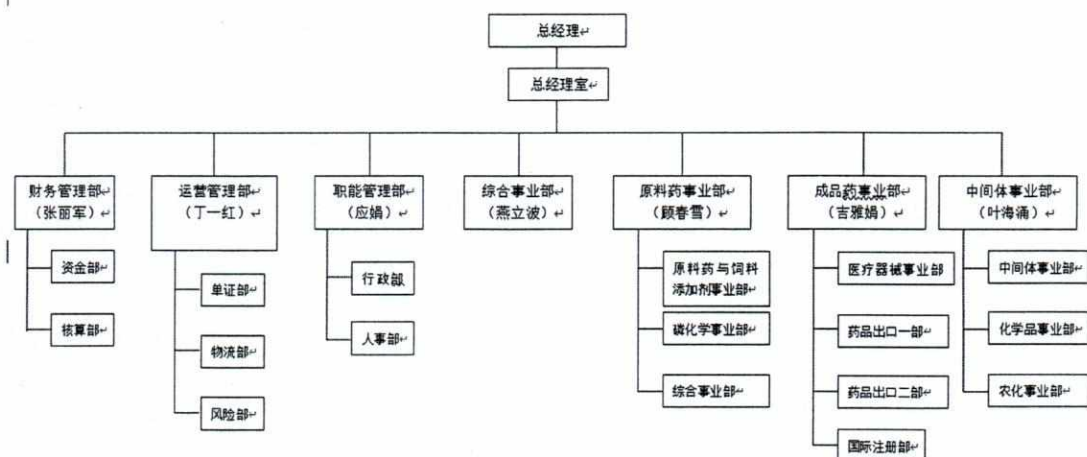 总经理
总经理室
财务管理部
（张丽军）
资金部
核算部
运营管理部
（丁一红）
单证部
物流部
风险部
职能管理部
（应娟）
行政部
人事部
综合事业部
（燕立波）
原料药事业部
（顾春雪）
原料药与饲料
添加剂事业部
磷化学事业部
综合事业部
成品药事业部
（吉雅娟）
医疗器械事业部
药品出口一部
药品出口二部
国际注册部
中间体事业部
（叶海涌）
中间体事业部
化学品事业部
农化事业部